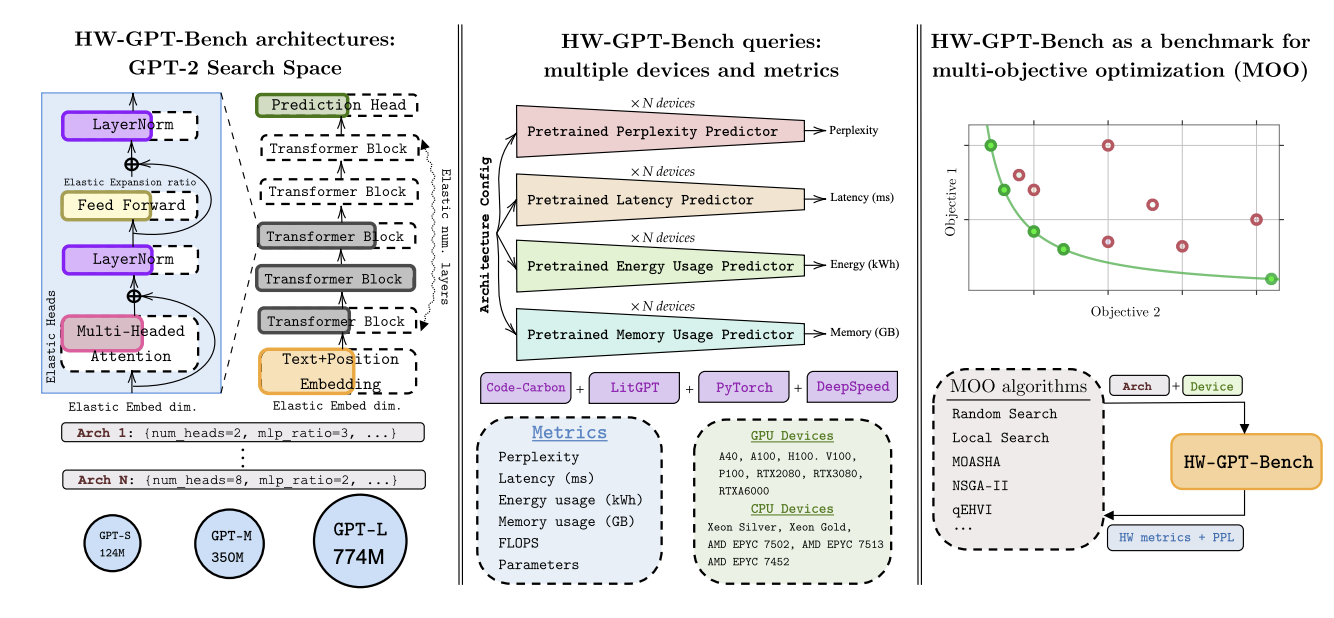 HW-GPT-Bench architectures:
GPT-2 Search Space
LayerNorm
Elastic Expansion ratio
Feed Forward
LayerNorm
Elastic Heads
Multi-Headed
Attention
Elastic Embed dim.
Prediction Head
Transformer Block
Transformer Block
Transformer Block
Transformer Block
Transformer Block
Elastic num. layers
Text+Position
Embedding
Elastic Embed dim.
Arch 1: {num_heads=2, mlp_ratio=3, ...}
⋮
Arch N: {num_heads=8, mlp_ratio=2, ...}
GPT-S
124M
GPT-M
350M
GPT-L
774M
HW-GPT-Bench queries:
multiple devices and metrics
Architecture Config
× N devices
Pretrained Perplexity Predictor
Perplexity
× N devices
Pretrained Latency Predictor
Latency (ms)
× N devices
Pretrained Energy Usage Predictor
Energy (kWh)
× N devices
Pretrained Memory Usage Predictor
Memory (GB)
Code-Carbon + LitGPT + PyTorch + DeepSpeed
Metrics
Perplexity
Latency (ms)
Energy usage (kWh)
Memory usage (GB)
FLOPS
Parameters
GPU Devices
A40, A100, H100. V100,
P100, RTX2080, RTX3080,
RTXA6000
CPU Devices
Xeon Silver, Xeon Gold,
AMD EPYC 7502, AMD EPYC 7513
AMD EPYC 7452
HW-GPT-Bench as a benchmark for
multi-objective optimization (MOO)
Objective 1
Objective 2
MOO algorithms
Random Search
Local Search
MOASHA
NSGA-II
qEHVI
...
Arch + Device
HW-GPT-Bench
HW metrics + PPL